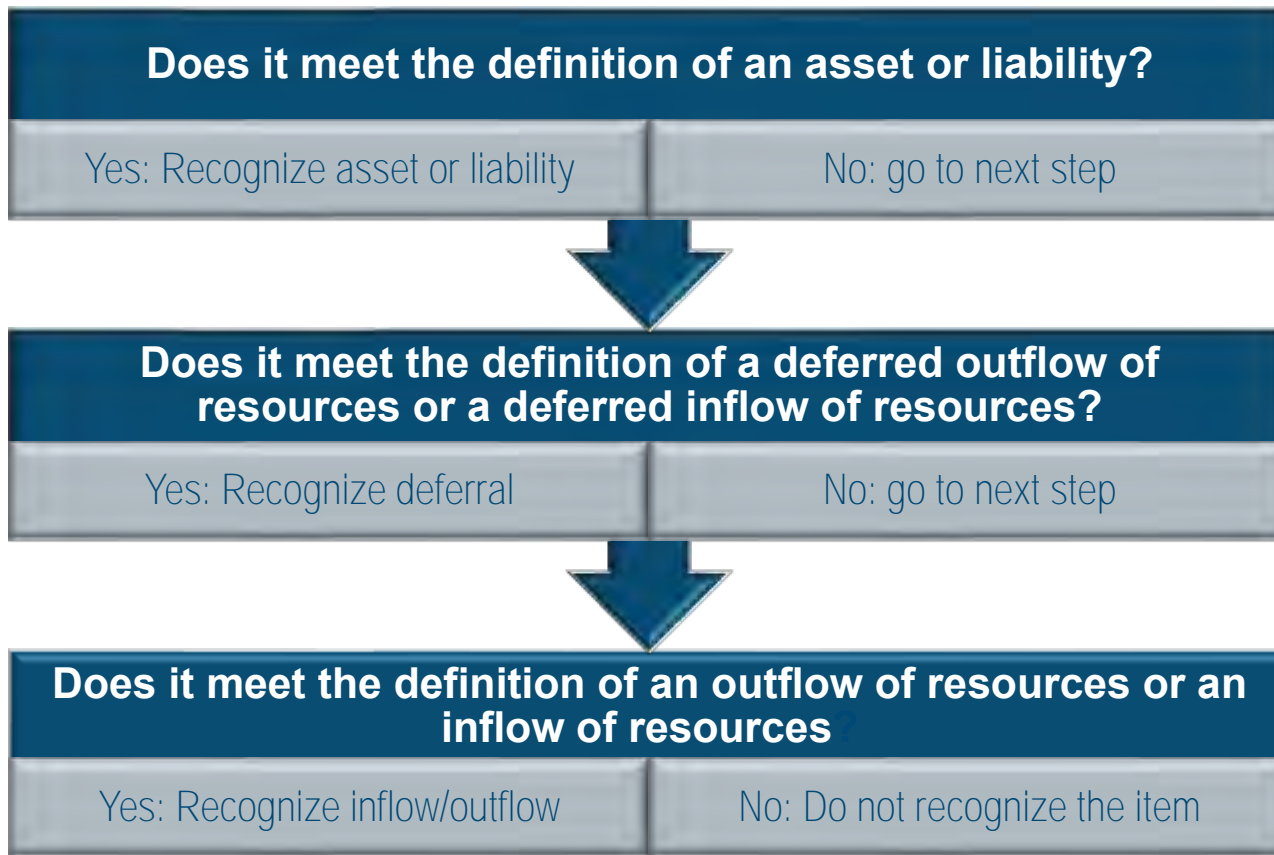 Does it meet the definition of an asset or liability?
Yes: Recognize asset or liability
No: go to next step
Does it meet the definition of a deferred outflow of
resources or a deferred inflow of resources?
Yes: Recognize deferral
No: go to next step
Does it meet the definition of an outflow of resources or an
inflow of resources?
Yes: Recognize inflow/outflow
No: Do not recognize the item